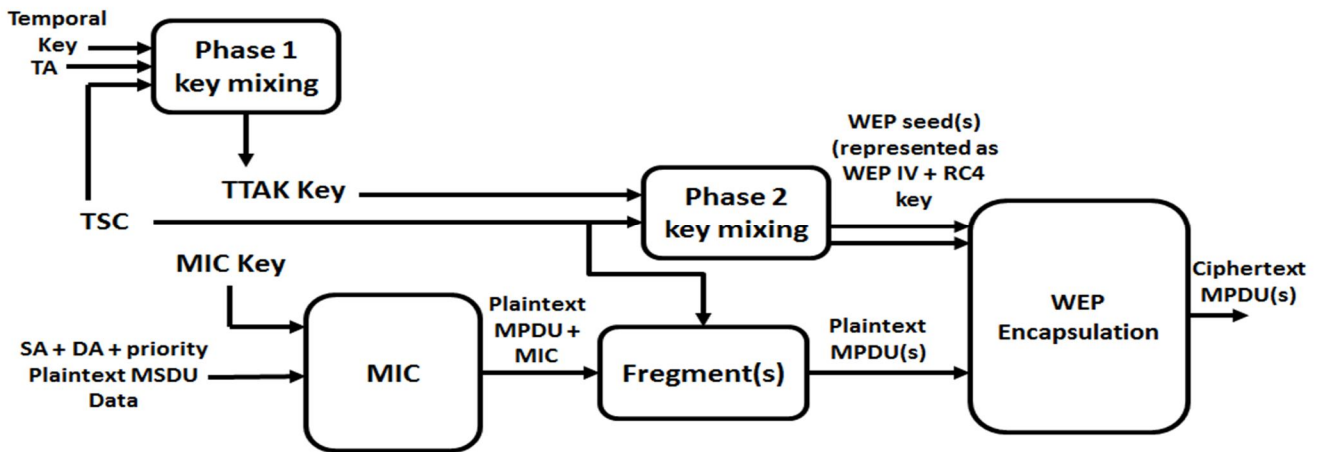 Temporal
Key
TA
Phase 1
key mixing
WEP seed(s)
(represented as
WEP IV + RC4
key
TTAK Key
Phase 2
key mixing
TSC
MIC Key
Ciphertext
MPDU(s)
WEP
Encapsulation
Plaintext
MPDU +
MIC
Plaintext
MPDU(s)
SA + DA + priority
Plaintext MSDU
Data
MIC
Fregment(s)